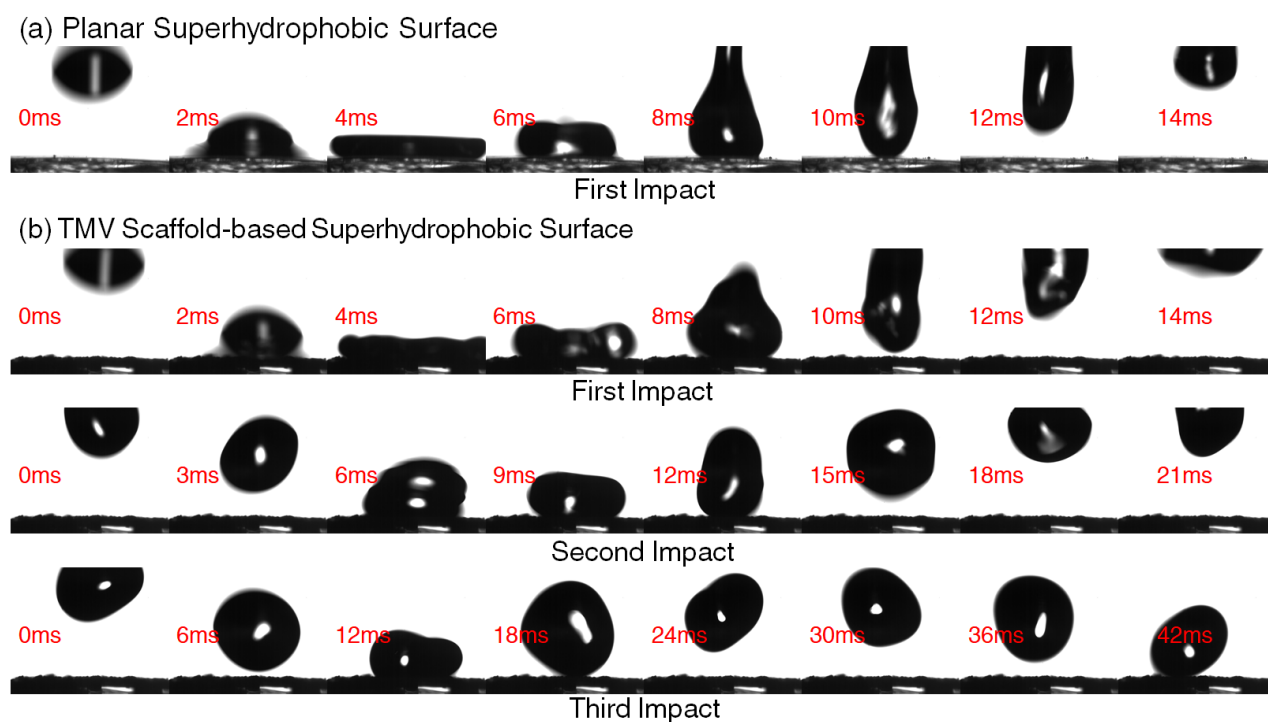 (a) Planar Superhydrophobic Surface
0ms 2ms 4ms 6ms 8ms 10ms 12ms 14ms
First Impact
(b) TMV Scaffold-based Superhydrophobic Surface
0ms 2ms 4ms 6ms 8ms 10ms 12ms 14ms
First Impact
0ms 3ms 6ms 9ms 12ms 15ms 18ms 21ms
Second Impact
0ms 6ms 12ms 18ms 24ms 30ms 36ms 42ms
Third Impact